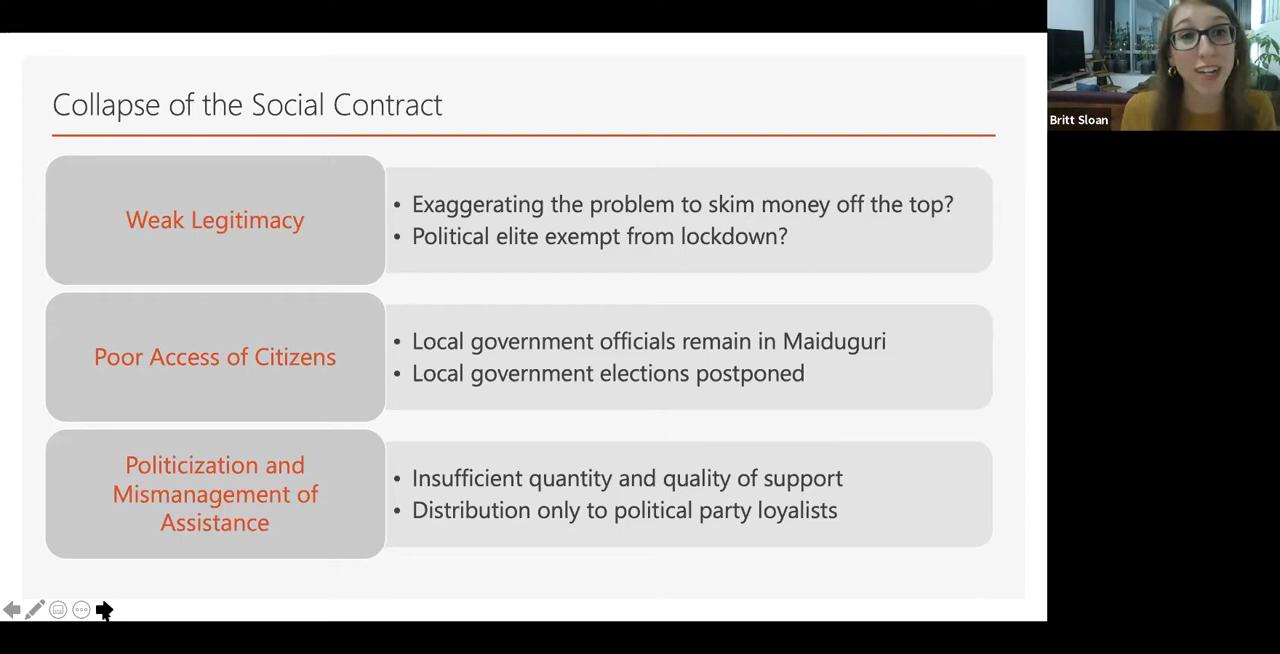 Collapse of the Social Contract
Weak Legitimacy
• Exaggerating the problem to skim money off the top?
• Political elite exempt from lockdown?
Poor Access of Citizens
• Local government officials remain in Maiduguri
• Local government elections postponed
Politicization and
Mismanagement of
Assistance
• Insufficient quantity and quality of support
• Distribution only to political party loyalists
Britt Sloan